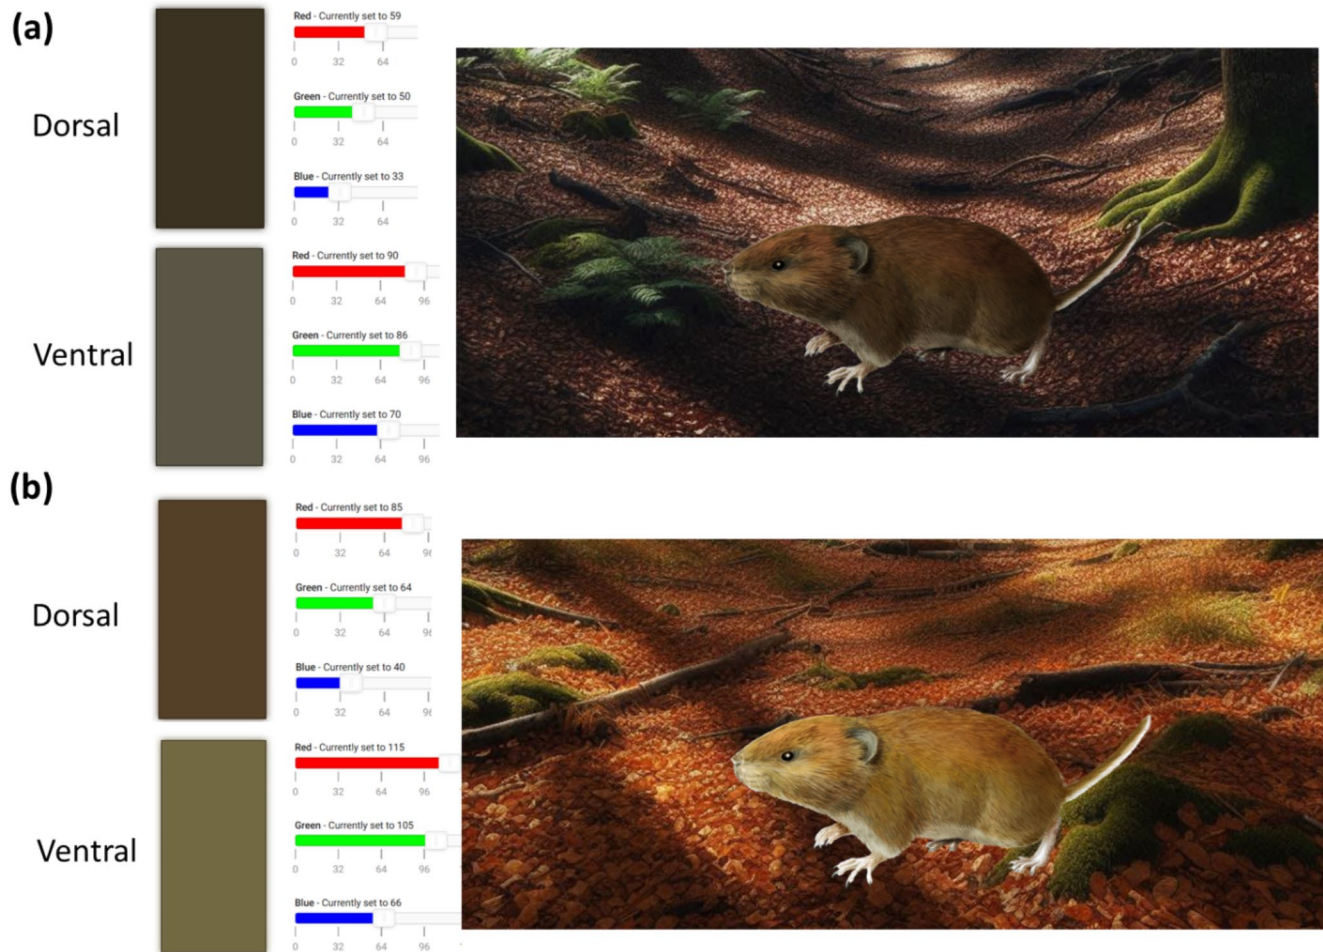 (a)
Dorsal
Red - Currently set to 59
0 32 64
Green - Currently set to 50
0 32 64
Blue - Currently set to 33
0 32 64
Ventral
Red - Currently set to 90
0 32 64 96
Green - Currently set to 86
0 32 64 96
Blue - Currently set to 70
0 32 64 96
(b)
Dorsal
Red - Currently set to 85
0 32 64 96
Green - Currently set to 64
0 32 64 96
Blue - Currently set to 40
0 32 64 96
Ventral
Red - Currently set to 115
0 32 64 96
Green - Currently set to 105
0 32 64 96
Blue - Currently set to 66
0 32 64 96